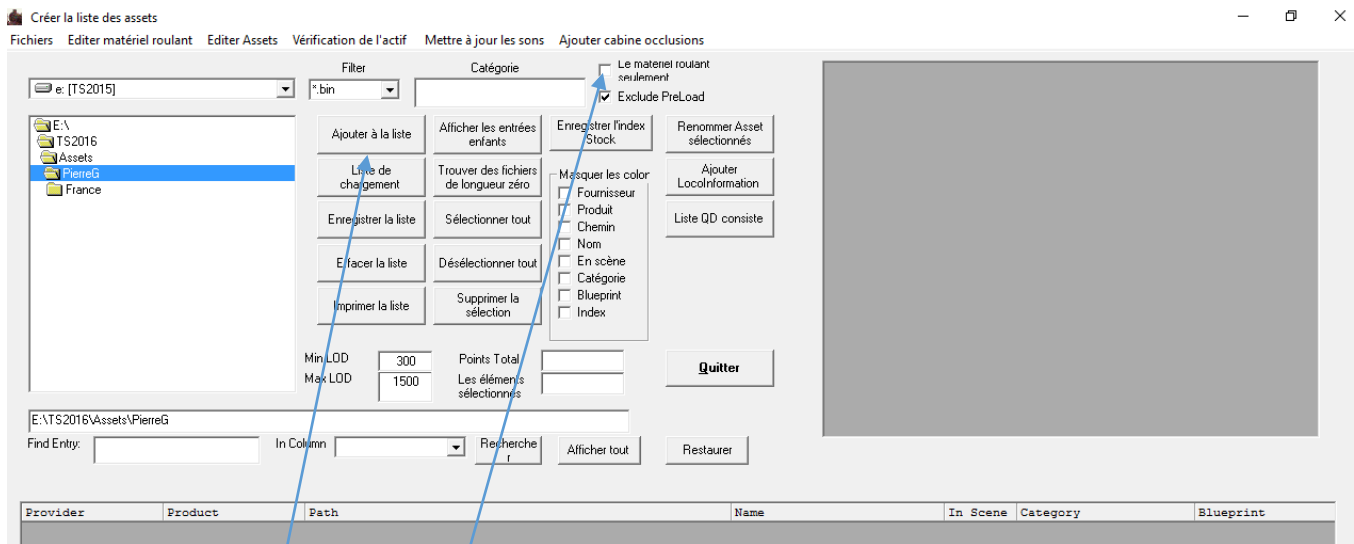 Créer la liste des assets
Fichiers Editer matériel roulant Editer Assets Vérification de l'actif Mettre à jour les sons Ajouter cabine occlusions
Filter
Catégorie
Le materiel roulant
seulement
e: [TS2015]
*.bin
Exclude PreLoad
E:\
TS2016
Assets
PierreG
France
Ajouter à la liste
Afficher les entrées
enfants
Enregistrer l'index
Stock
Renommer Asset
sélectionnés
Liste de
chargement
Trouver des fichiers
de longueur zéro
Masquer les color
Ajouter
LocoInformation
Fournisseur
Produit
Chemin
Nom
En scène
Catégorie
Blueprint
Index
Enregistrer la liste
Sélectionner tout
Liste QD consiste
Effacer la liste
Désélectionner tout
Imprimer la liste
Supprimer la
sélection
Min LOD
300
Points Total
Max LOD
1500
Les éléments
sélectionnés
Quitter
E:\TS2016\Assets\PierreG
Find Entry:
In Column
Recherche
r
Afficher tout
Restaurer
Provider Product Path Name In Scene Category Blueprint